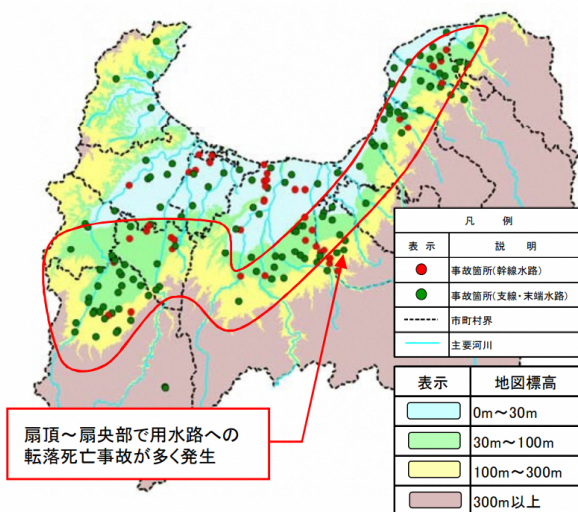 凡 例
表 示 説 明
事故箇所(幹線水路)
事故箇所(支線・末端水路)
市町村界
主要河川
表示 地図標高
0m～30m
30m～100m
100m～300m
300m以上
扇頂～扇央部で用水路への
転落死亡事故が多く発生